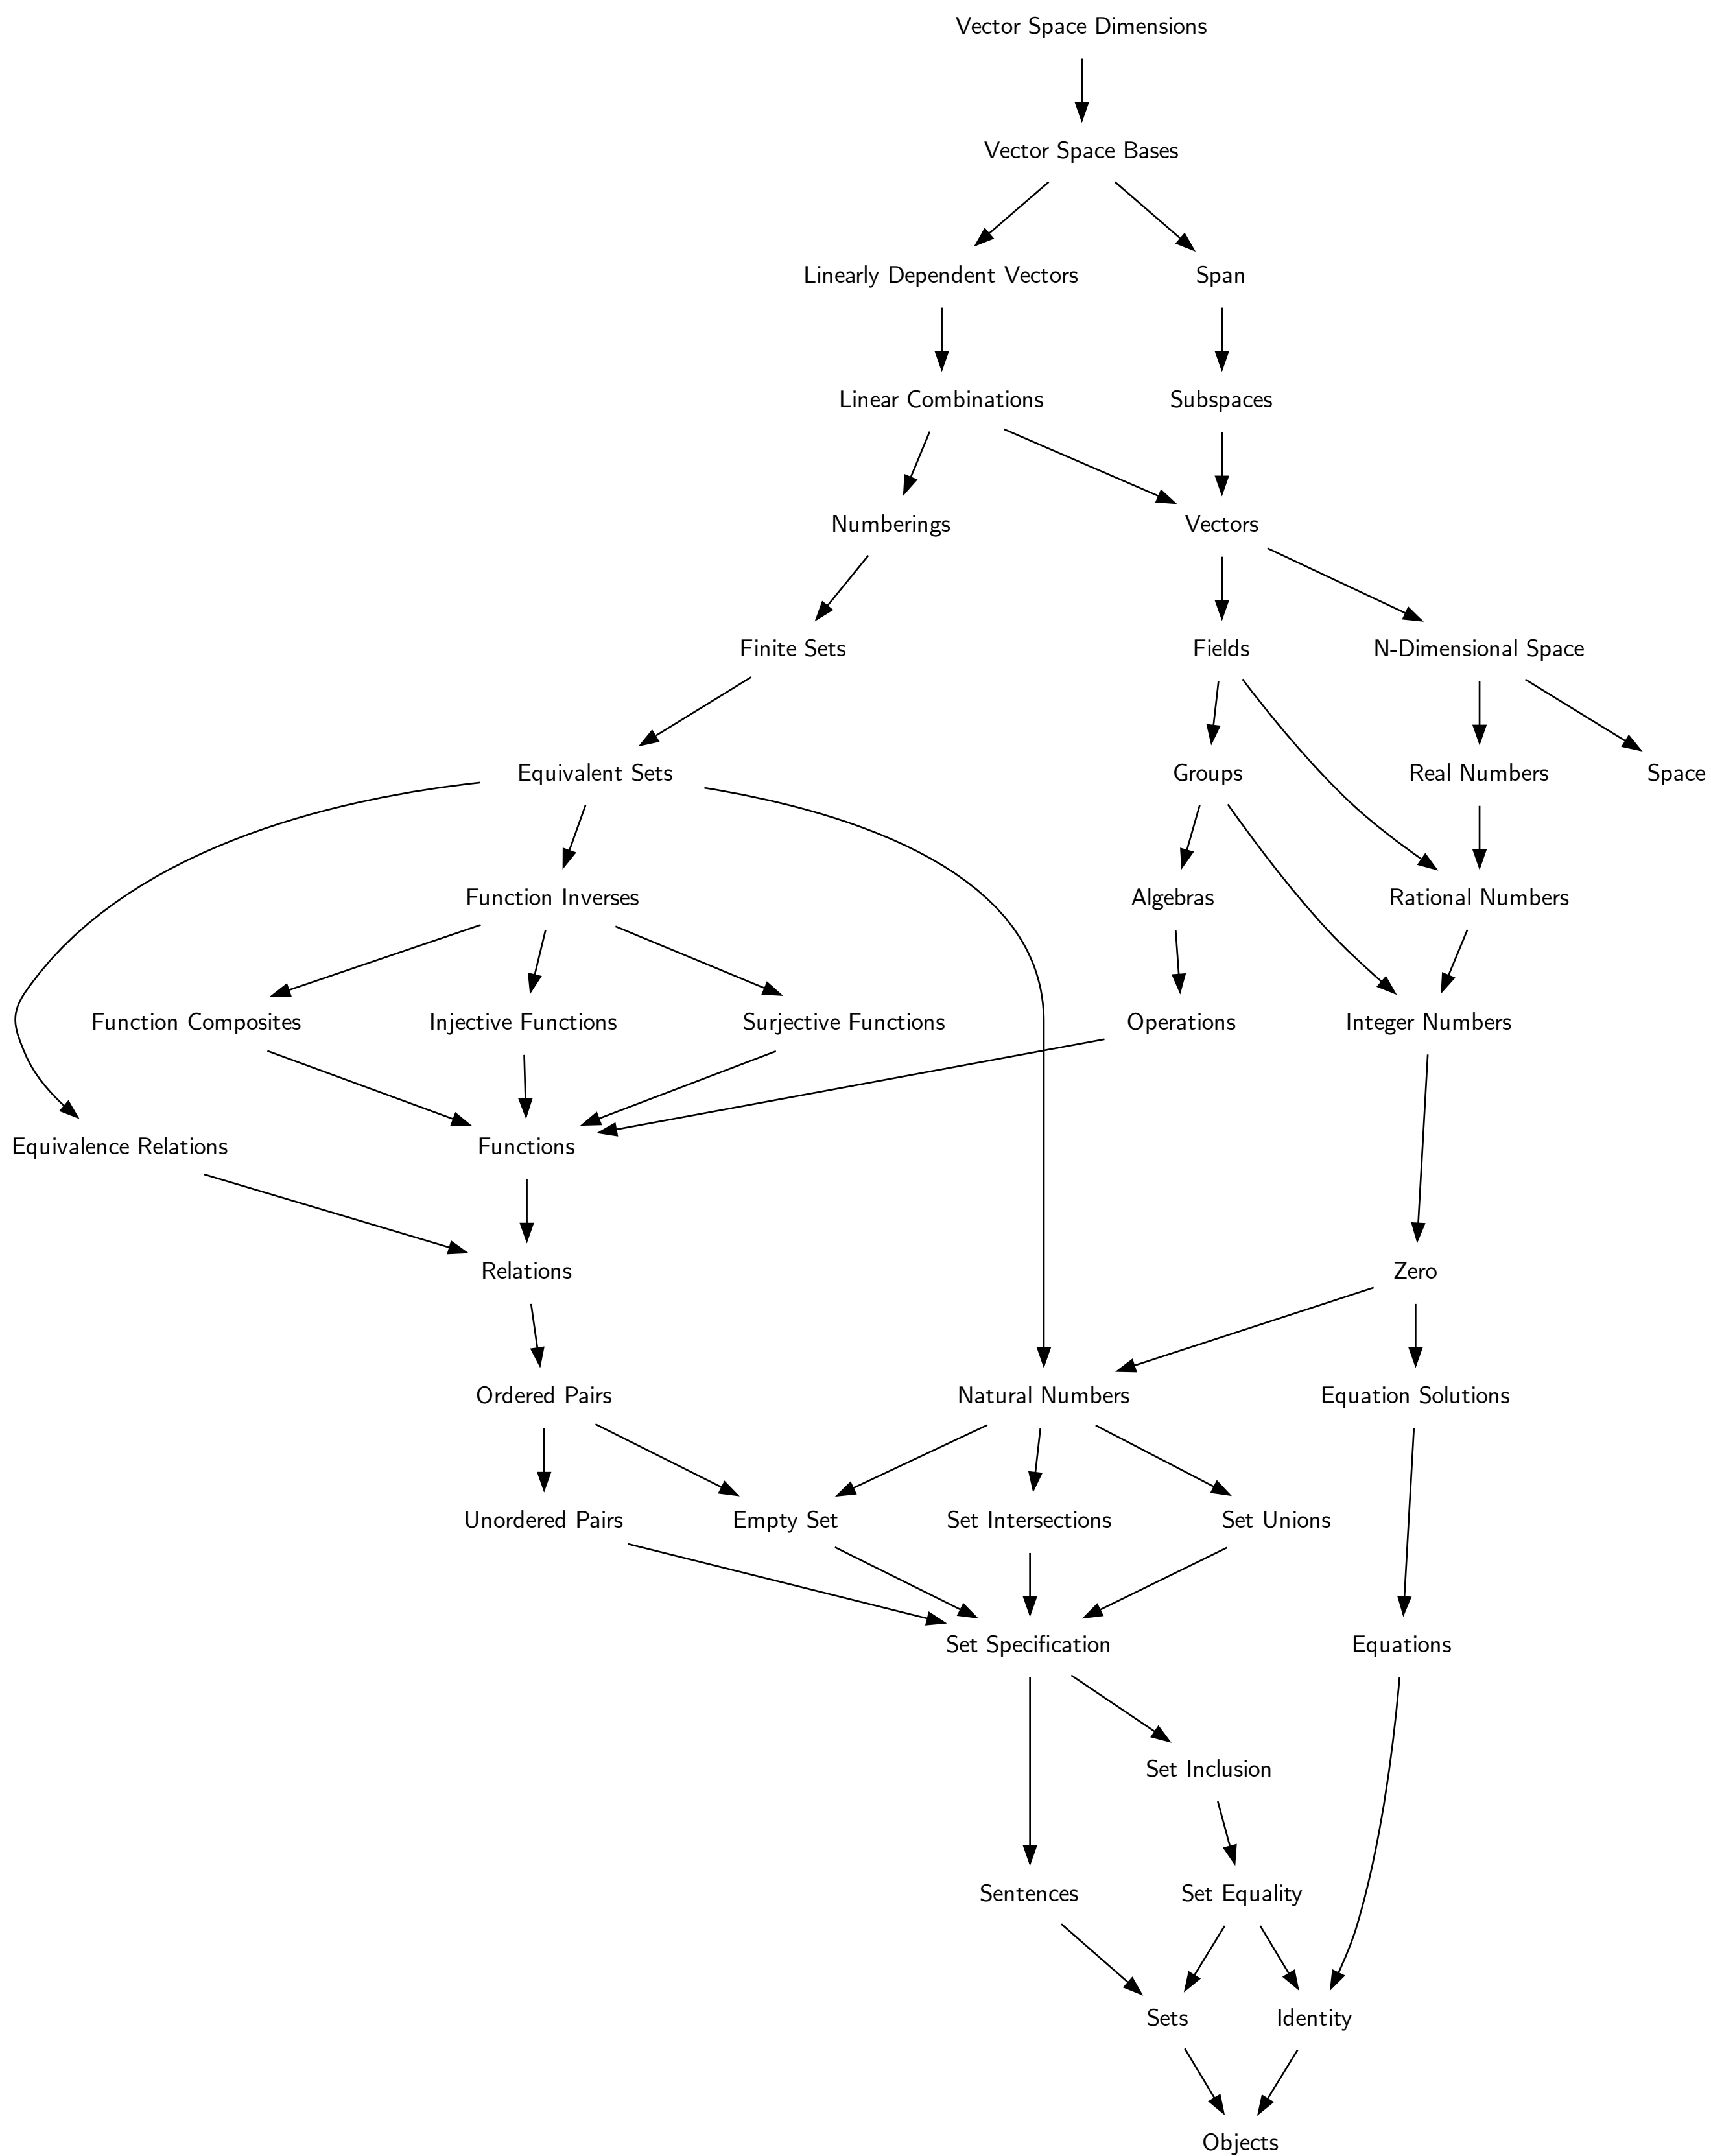 Vector Space Dimensions
Vector Space Bases
Linearly Dependent Vectors
Span
Linear Combinations
Subspaces
Numberings
Vectors
Finite Sets
Fields
N-Dimensional Space
Equivalent Sets
Groups
Real Numbers
Space
Function Inverses
Algebras
Rational Numbers
Function Composites
Injective Functions
Surjective Functions
Operations
Integer Numbers
Equivalence Relations
Functions
Relations
Zero
Ordered Pairs
Natural Numbers
Equation Solutions
Unordered Pairs
Empty Set
Set Intersections
Set Unions
Set Specification
Equations
Set Inclusion
Sentences
Set Equality
Sets
Identity
Objects